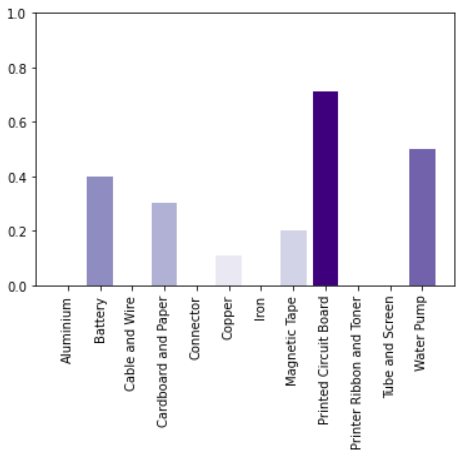 1.0
0.8
0.6
0.4
0.2
0.0
Aluminium
Battery
Cable and Wire
Cardboard and Paper
Connector
Copper
Iron
Magnetic Tape
Printed Circuit Board
Printer Ribbon and Toner
Tube and Screen
Water Pump